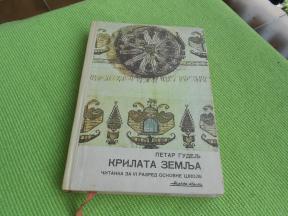 ПЕТАР ГУДЕЉ
КРИЛАТА ЗЕМЉА
ЧИТАНКА ЗА VI РАЗРЕД ОСНОВНЕ ШКОЛЕ